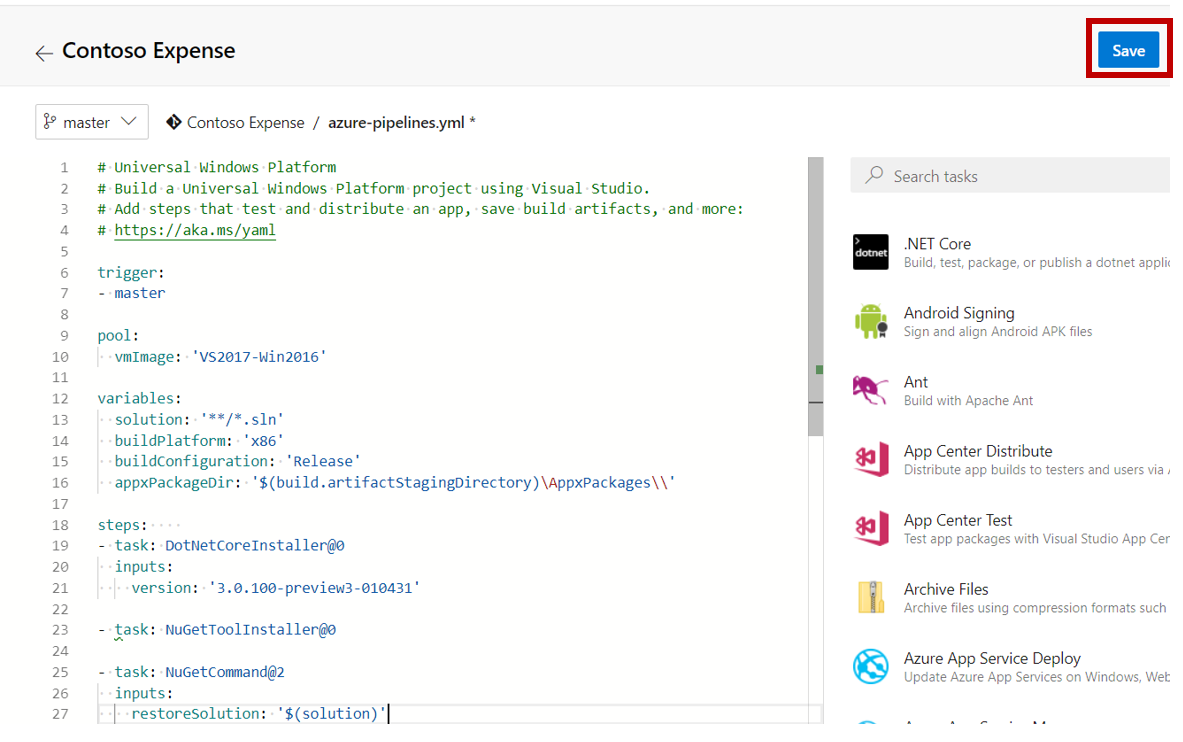 ← Contoso Expense
Save
master
Contoso Expense / azure-pipelines.yml *
1 # Universal Windows Platform
2 # Build a Universal Windows Platform project using Visual Studio.
3 # Add steps that test and distribute an app, save build artifacts, and more:
4 # https://aka.ms/yaml
5
6 trigger:
7 - master
8
9 pool:
10   vmImage: 'VS2017-Win2016'
11
12 variables:
13   solution: '**/*.sln'
14   buildPlatform: 'x86'
15   buildConfiguration: 'Release'
16   appxPackageDir: '$(build.artifactStagingDirectory)\AppxPackages\\'
17
18 steps:
19 - task: DotNetCoreInstaller@0
20   inputs:
21     version: '3.0.100-preview3-010431'
22
23 - task: NuGetToolInstaller@0
24
25 - task: NuGetCommand@2
26   inputs:
27     restoreSolution: '$(solution)'
Search tasks
dotnet
.NET Core
Build, test, package, or publish a dotnet applic
Android Signing
Sign and align Android APK files
Ant
Build with Apache Ant
App Center Distribute
Distribute app builds to testers and users via
App Center Test
Test app packages with Visual Studio App Cen
Archive Files
Archive files using compression formats such
Azure App Service Deploy
Update Azure App Services on Windows, Web